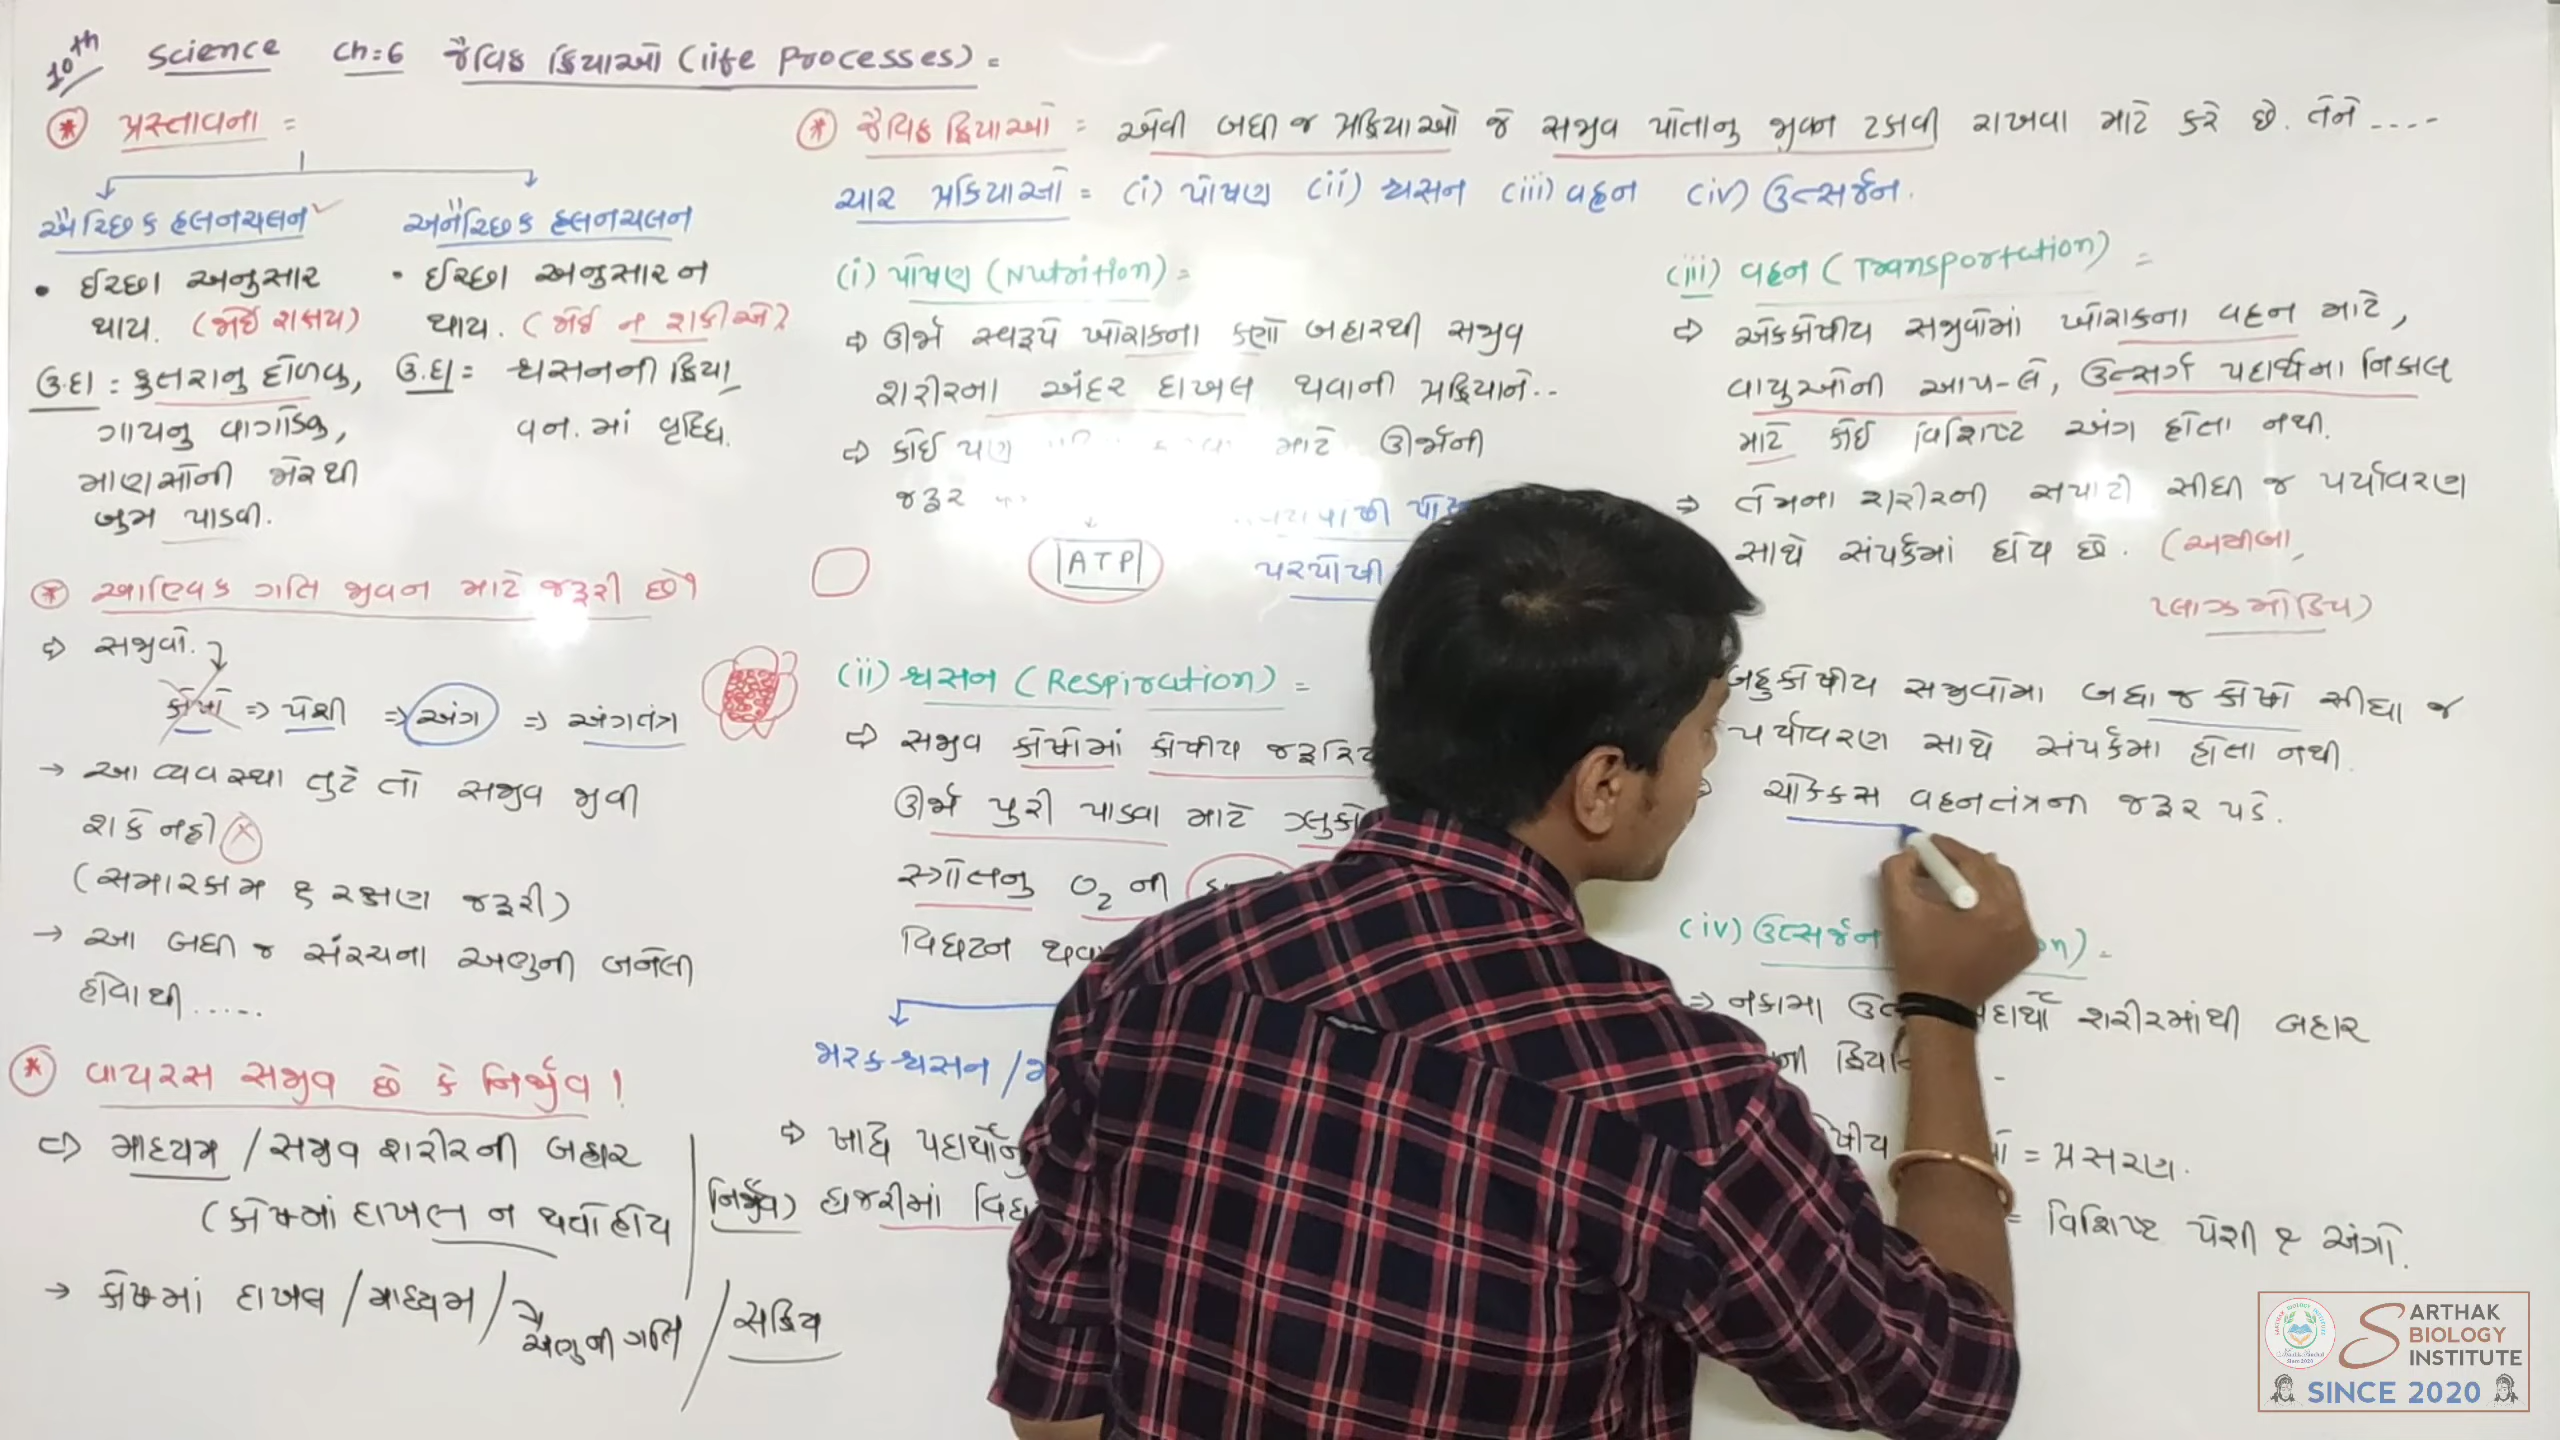 10th Science Ch:6 જૈવિક ક્રિયાઓ (Life Processes) =
* પ્રસ્તાવના =
ઐચ્છિક હલનચલન
• ઈચ્છા અનુસાર
થાય. (જોઈ શકાય)
ઉ.દા : કુતરાનુ દોળવુ,
ગાયનુ વાગોળવુ,
માણસોની જોરથી
બુમ પાડવી.
અનૈચ્છિક હલનચલન
• ઈચ્છા અનુસાર ન
થાય. (જોઈ ન શકીએ)
ઉ.દા = શ્વસનની ક્રિયા,
વન. માં વૃદ્ધિ.
* આણ્વિક ગતિ જીવન માટે જરૂરી છે?
⇒ સજીવો.
કોષો ⇒ પેશી ⇒ અંગ ⇒ અંગતંત્ર
→ આ વ્યવસ્થા તુટે તો સજીવ જીવી
શકે નહી X
(સમારકામ & રક્ષણ જરૂરી)
→ આ બધી જ સંરચના અણુની બનેલી
હોવાથી.....
* વાયરસ સજીવ છે કે નિર્જીવ!
⇒ માધ્યમ / સજીવ શરીરની બહાર
(કોષમાં દાખલ ન થયો હોય
નિર્જીવ)
→ કોષમાં દાખલ / માધ્યમ / અણુની ગતિ / સક્રિય
* જૈવિક ક્રિયાઓ = એવી બધી જ પ્રક્રિયાઓ જે સજીવ પોતાનુ જીવન ટકાવી રાખવા માટે કરે છે. તેને ....
ચાર પ્રક્રિયાઓ = (i) પોષણ (ii) શ્વસન (iii) વહન (iv) ઉત્સર્જન.
(i) પોષણ (Nutrition) =
⇒ ઊર્જા સ્વરૂપે ખોરાકના કણો બહારથી સજીવ
શરીરના અંદર દાખલ થવાની પ્રક્રિયાને..
⇒ કોઈ પણ માટે ઊર્જાની
જરૂર
ATP
પરપોષી
(ii) શ્વસન (Respiration) =
⇒ સજીવ કોષોમાં કોષીય
ઊર્જા પુરી પાડવા માટે
સ્ત્રોતનુ O2 ની
વિઘટન
જારક શ્વસન /
⇒ ખાદ્ય પદાર્થોનુ
હાજરીમાં
(iii) વહન (Transportation) =
⇒ એકકોષીય સજીવોમાં ખોરાકના વહન માટે,
વાયુઓની આપ-લે, ઉત્સર્ગ પદાર્થના નિકાલ
માટે કોઈ વિશિષ્ટ અંગ હોતા નથી.
⇒ તેમના શરીરની સપાટી સીધી જ પર્યાવરણ
સાથે સંપર્કમાં હોય છે. (અમીબા,
પ્લાઝમોડિય)
બહુકોષીય સજીવોમા બધા જ કોષો સીધા જ
પર્યાવરણ સાથે સંપર્કમા હોતા નથી.
ચોક્કસ વહનતંત્રની જરૂર પડે.
(iv) ઉત્સર્જન
⇒ નકામા પદાર્થો શરીરમાંથી બહાર
= પ્રસરણ.
= વિશિષ્ટ પેશી & અંગો.
SARTHAK
BIOLOGY
INSTITUTE
SINCE 2020